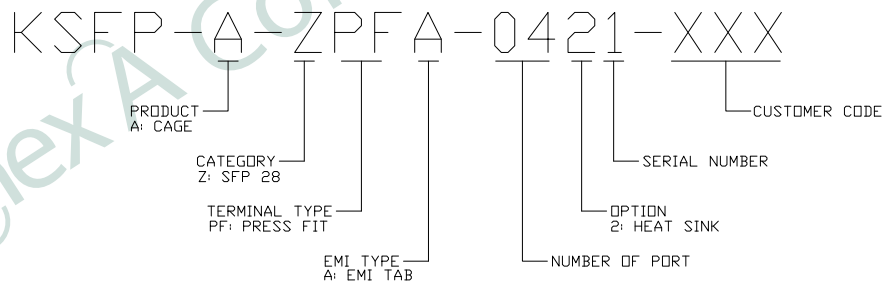 KSFP-A-ZPFA-0421-XXX
PRODUCT
A: CAGE
CUSTOMER CODE
CATEGORY
Z: SFP 28
SERIAL NUMBER
TERMINAL TYPE
PF: PRESS FIT
OPTION
2: HEAT SINK
EMI TYPE
A: EMI TAB
NUMBER OF PORT